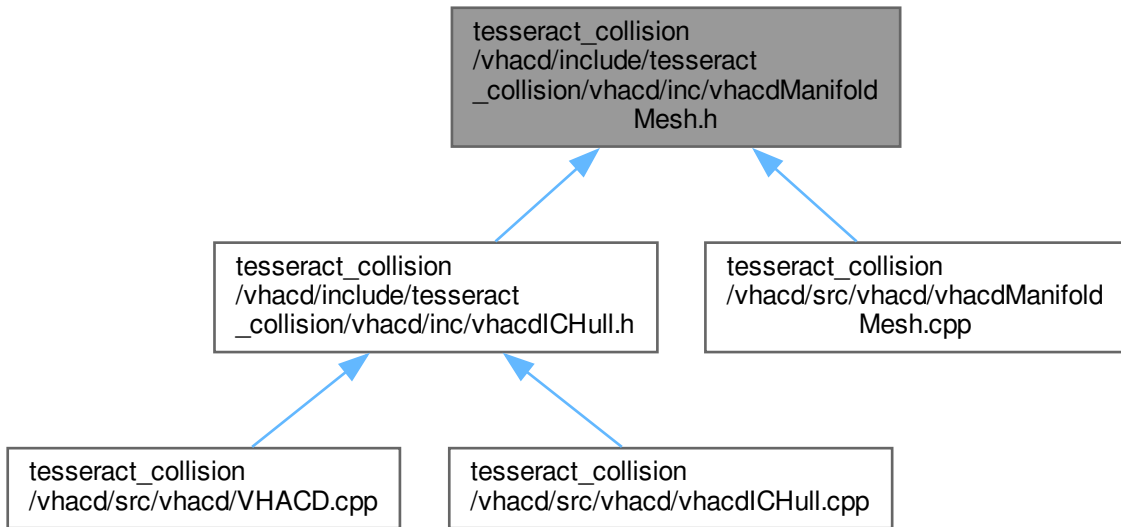 tesseract_collision
/vhacd/include/tesseract
_collision/vhacd/inc/vhacdManifold
Mesh.h
tesseract_collision
/vhacd/include/tesseract
_collision/vhacd/inc/vhacdICHull.h
tesseract_collision
/vhacd/src/vhacd/vhacdManifold
Mesh.cpp
tesseract_collision
/vhacd/src/vhacd/VHACD.cpp
tesseract_collision
/vhacd/src/vhacd/vhacdICHull.cpp